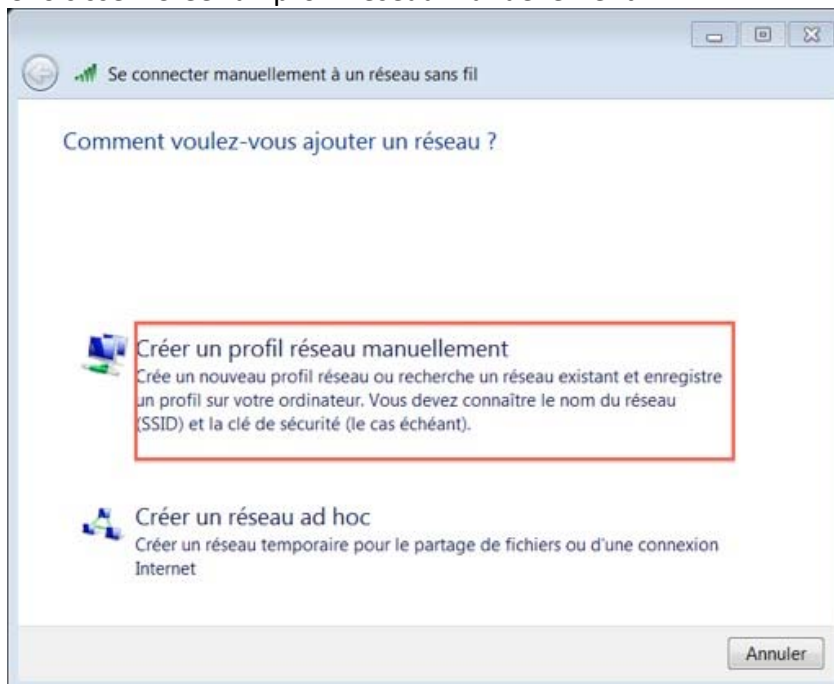 Se connecter manuellement à un réseau sans fil
Comment voulez-vous ajouter un réseau ?
Créer un profil réseau manuellement
Crée un nouveau profil réseau ou recherche un réseau existant et enregistre
un profil sur votre ordinateur. Vous devez connaître le nom du réseau
(SSID) et la clé de sécurité (le cas échéant).
Créer un réseau ad hoc
Créer un réseau temporaire pour le partage de fichiers ou d'une connexion
Internet
Annuler